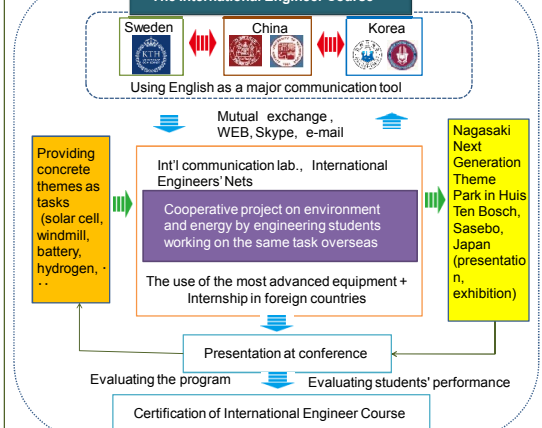 The International Engineer Course
Sweden
China
Korea
KTH
Using English as a major communication tool
Mutual exchange ,
WEB, Skype, e-mail
Providing
concrete
themes as
tasks
(solar cell,
windmill,
battery,
hydrogen, ·
· ·
Int'l communication lab., International
Engineers' Nets
Cooperative project on environment
and energy by engineering students
working on the same task overseas
The use of the most advanced equipment +
Internship in foreign countries
Nagasaki
Next
Generation
Theme
Park in Huis
Ten Bosch,
Sasebo,
Japan
(presentatio
n,
exhibition)
Presentation at conference
Evaluating the program
Evaluating students' performance
Certification of International Engineer Course